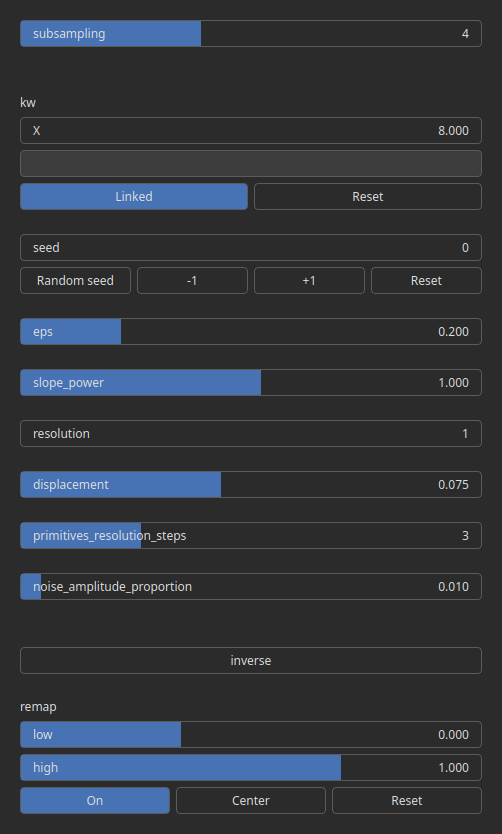 subsampling 4
kw
X 8.000
Linked Reset
seed 0
Random seed -1 +1 Reset
eps 0.200
slope_power 1.000
resolution 1
displacement 0.075
primitives_resolution_steps 3
noise_amplitude_proportion 0.010
inverse
remap
low 0.000
high 1.000
On Center Reset